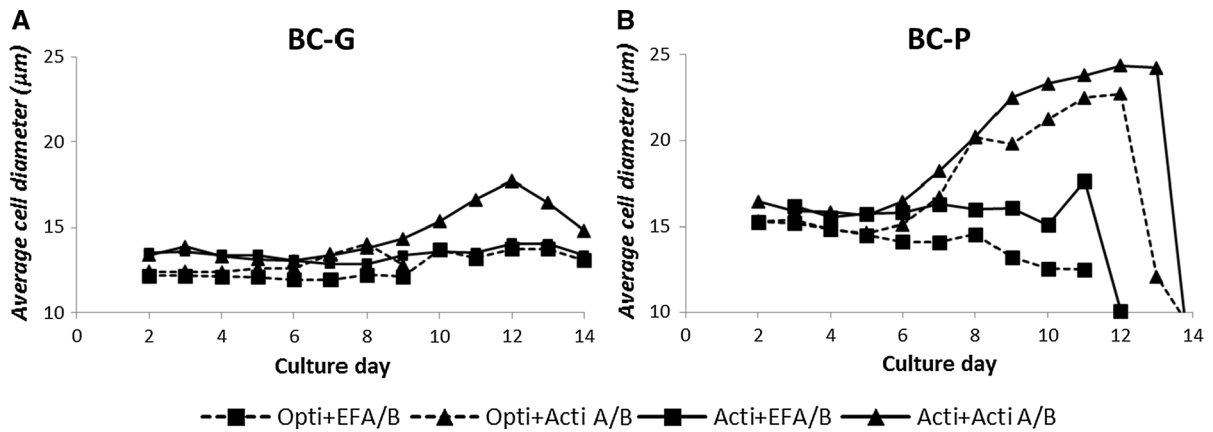 A
BC-G
Average cell diameter (µm)
25
20
15
10
0
2
4
6
8
10
12
14
Culture day
B
BC-P
Average cell diameter (µm)
25
20
15
10
0
2
4
6
8
10
12
14
Culture day
Opti+EFA/B
Opti+Acti A/B
Acti+EFA/B
Acti+Acti A/B